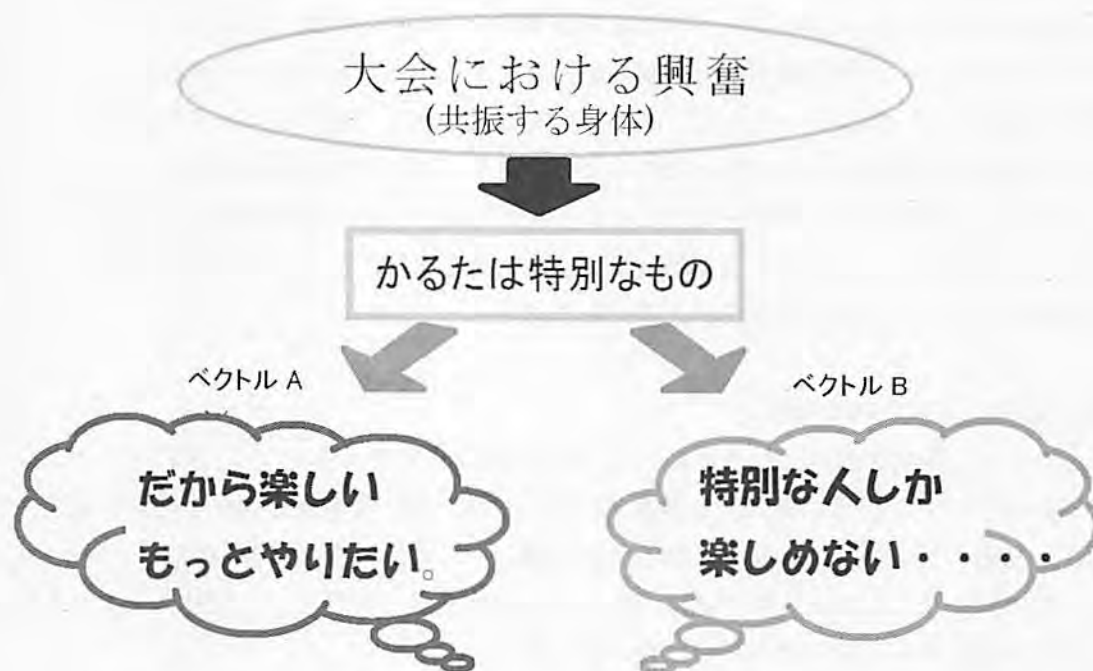 大会における興奮
(共振する身体)
かるたは特別なもの
ベクトル A
だから楽しい
もっとやりたい。
ベクトル B
特別な人しか
楽しめない・・・・